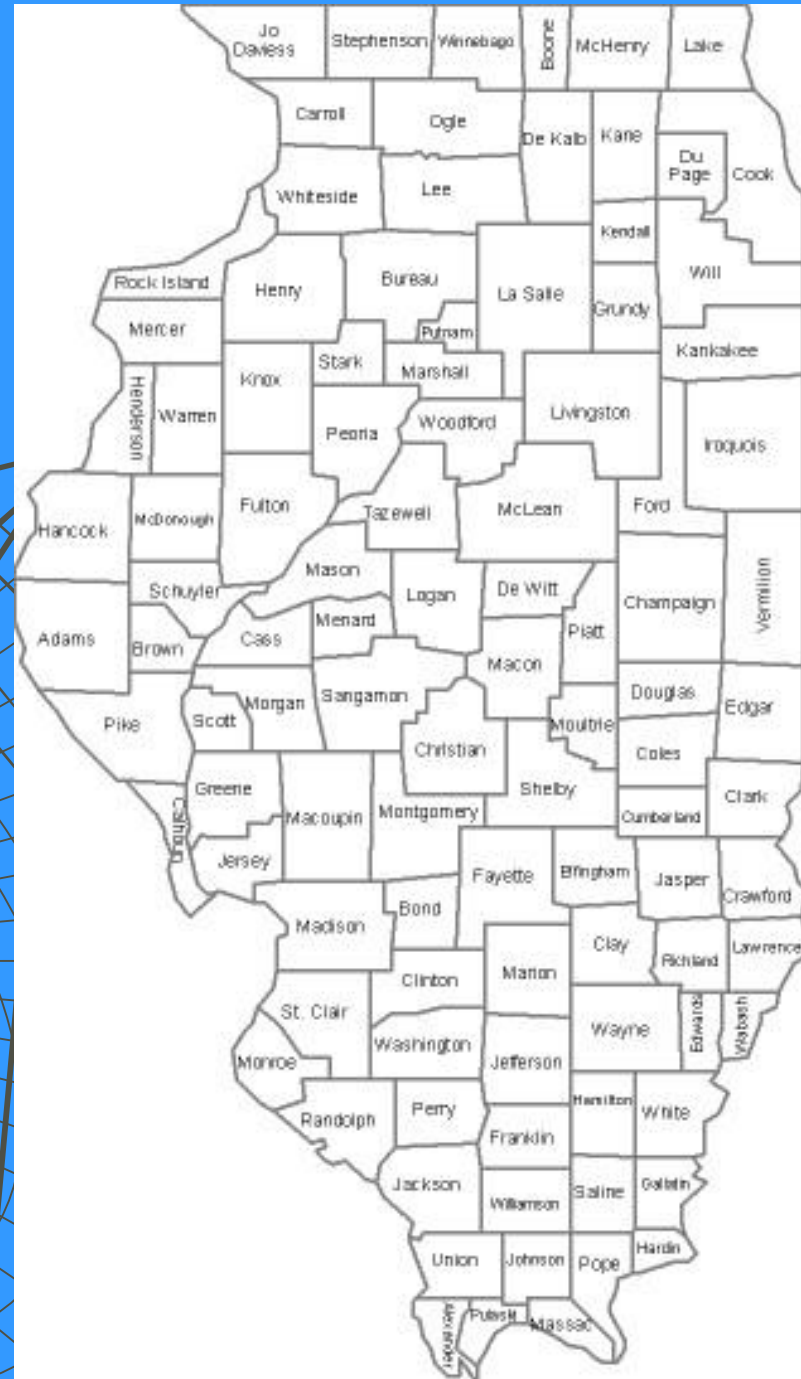 Jo
Daviess
Stephenson
Winnebago
Boone
McHenry
Lake
Carroll
Ogle
De Kalb
Kane
Du
Page
Cook
Whiteside
Lee
Kendall
Will
Rock Island
Henry
Bureau
La Salle
Grundy
Mercer
Putnam
Kankakee
Stark
Marshall
Knox
Henderson
Warren
Peoria
Woodford
Livingston
Iroquois
Hancock
McDonough
Fulton
Tazewell
McLean
Ford
Schuyler
Mason
Logan
De Witt
Champaign
Vermilion
Adams
Brown
Cass
Menard
Piatt
Macon
Pike
Scott
Morgan
Sangamon
Douglas
Edgar
Moultrie
Christian
Coles
Greene
Shelby
Clark
Calhoun
Macoupin
Montgomery
Cumberland
Jersey
Fayette
Effingham
Jasper
Crawford
Madison
Bond
Clay
Richland
Lawrence
Clinton
Marion
St. Clair
Wayne
Edwards
Wabash
Washington
Jefferson
Monroe
Randolph
Perry
Hamilton
White
Franklin
Jackson
Williamson
Saline
Gallatin
Union
Johnson
Pope
Hardin
Alexander
Pulaski
Massac